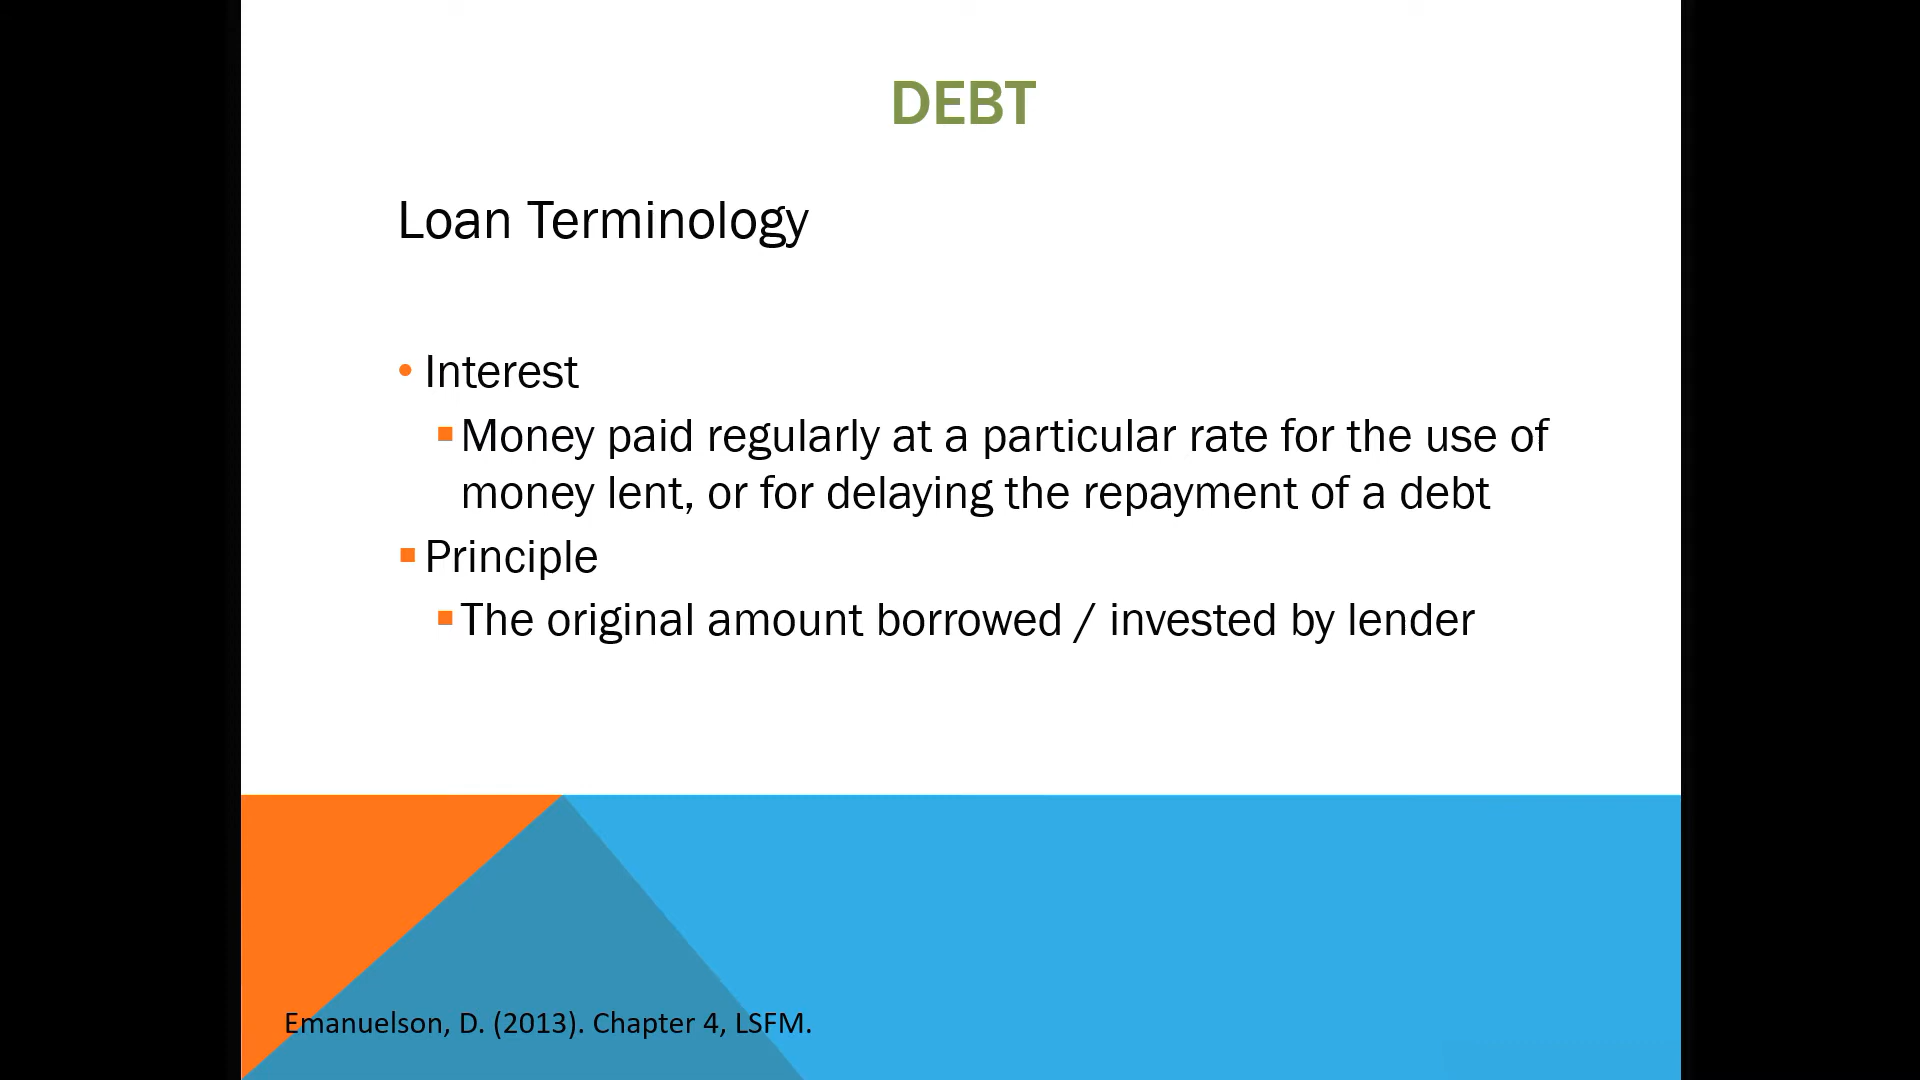 DEBT
Loan Terminology
• Interest
▪ Money paid regularly at a particular rate for the use of
money lent, or for delaying the repayment of a debt
▪ Principle
▪ The original amount borrowed / invested by lender
Emanuelson, D. (2013). Chapter 4, LSFM.